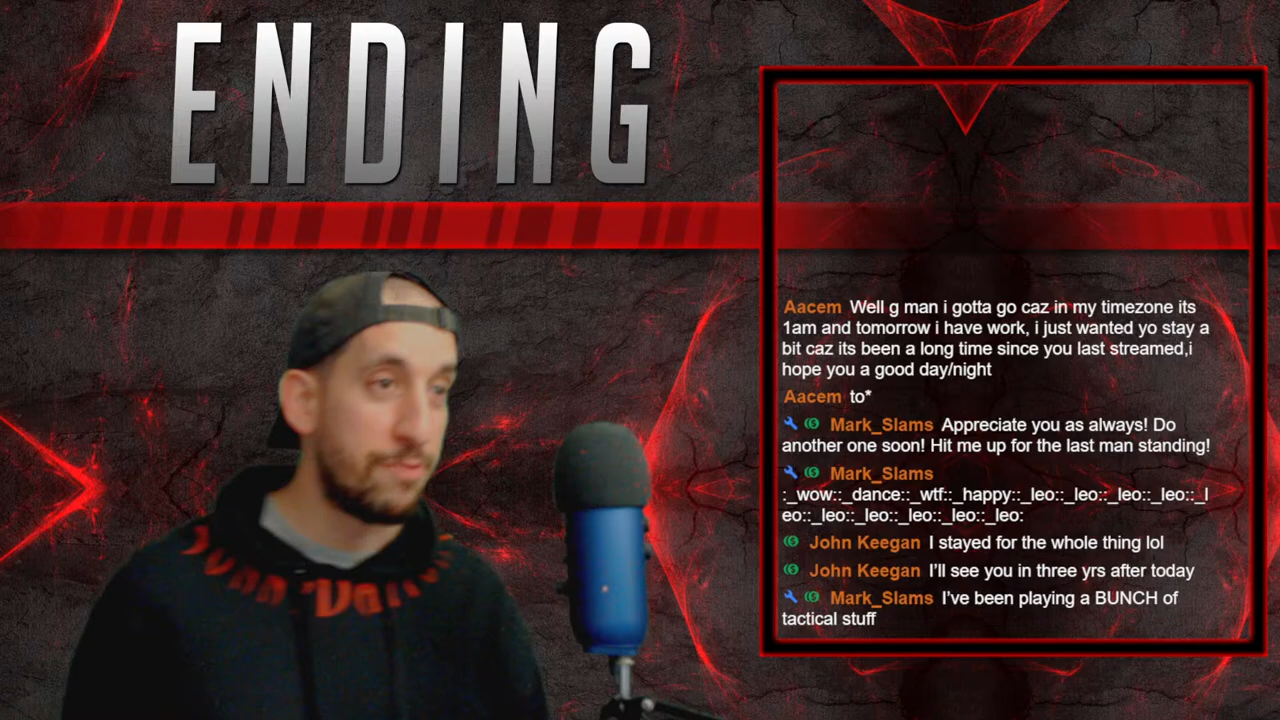 ENDING
Aacem Well g man i gotta go caz in my timezone its
1am and tomorrow i have work, i just wanted yo stay a
bit caz its been a long time since you last streamed,i
hope you a good day/night
Aacem to*
Mark_Slams Appreciate you as always! Do
another one soon! Hit me up for the last man standing!
Mark_Slams
:_wow::_dance::_wtf::_happy::_leo::_leo::_leo::_leo::_l
eo::_leo::_leo::_leo::_leo::_leo:
John Keegan I stayed for the whole thing lol
John Keegan I’ll see you in three yrs after today
Mark_Slams I’ve been playing a BUNCH of
tactical stuff